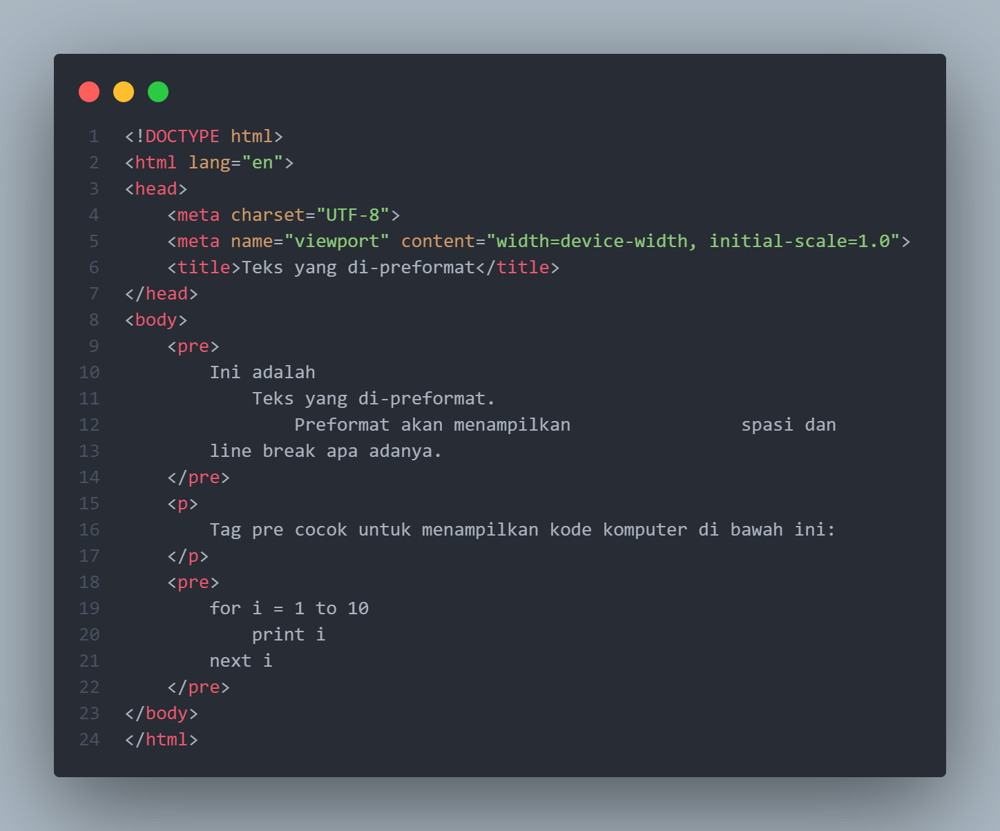 1 <!DOCTYPE html>
2 <html lang="en">
3 <head>
4     <meta charset="UTF-8">
5     <meta name="viewport" content="width=device-width, initial-scale=1.0">
6     <title>Teks yang di-preformat</title>
7 </head>
8 <body>
9     <pre>
10         Ini adalah
11             Teks yang di-preformat.
12                 Preformat akan menampilkan                spasi dan
13         line break apa adanya.
14     </pre>
15     <p>
16         Tag pre cocok untuk menampilkan kode komputer di bawah ini:
17     </p>
18     <pre>
19         for i = 1 to 10
20             print i
21         next i
22     </pre>
23 </body>
24 </html>